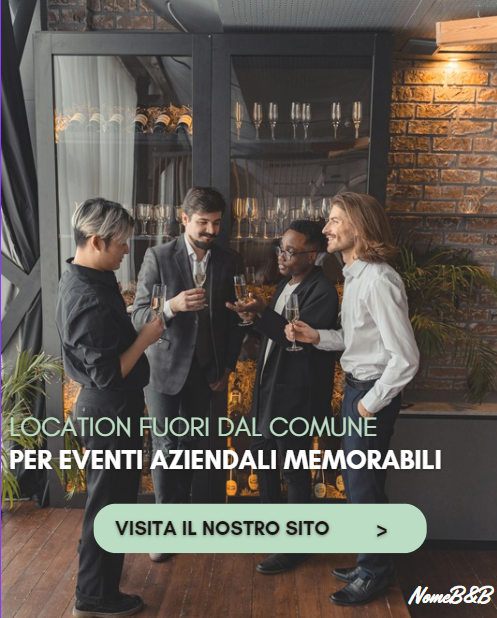 LOCATION FUORI DAL COMUNE
PER EVENTI AZIENDALI MEMORABILI
VISITA IL NOSTRO SITO >
NomeB&B